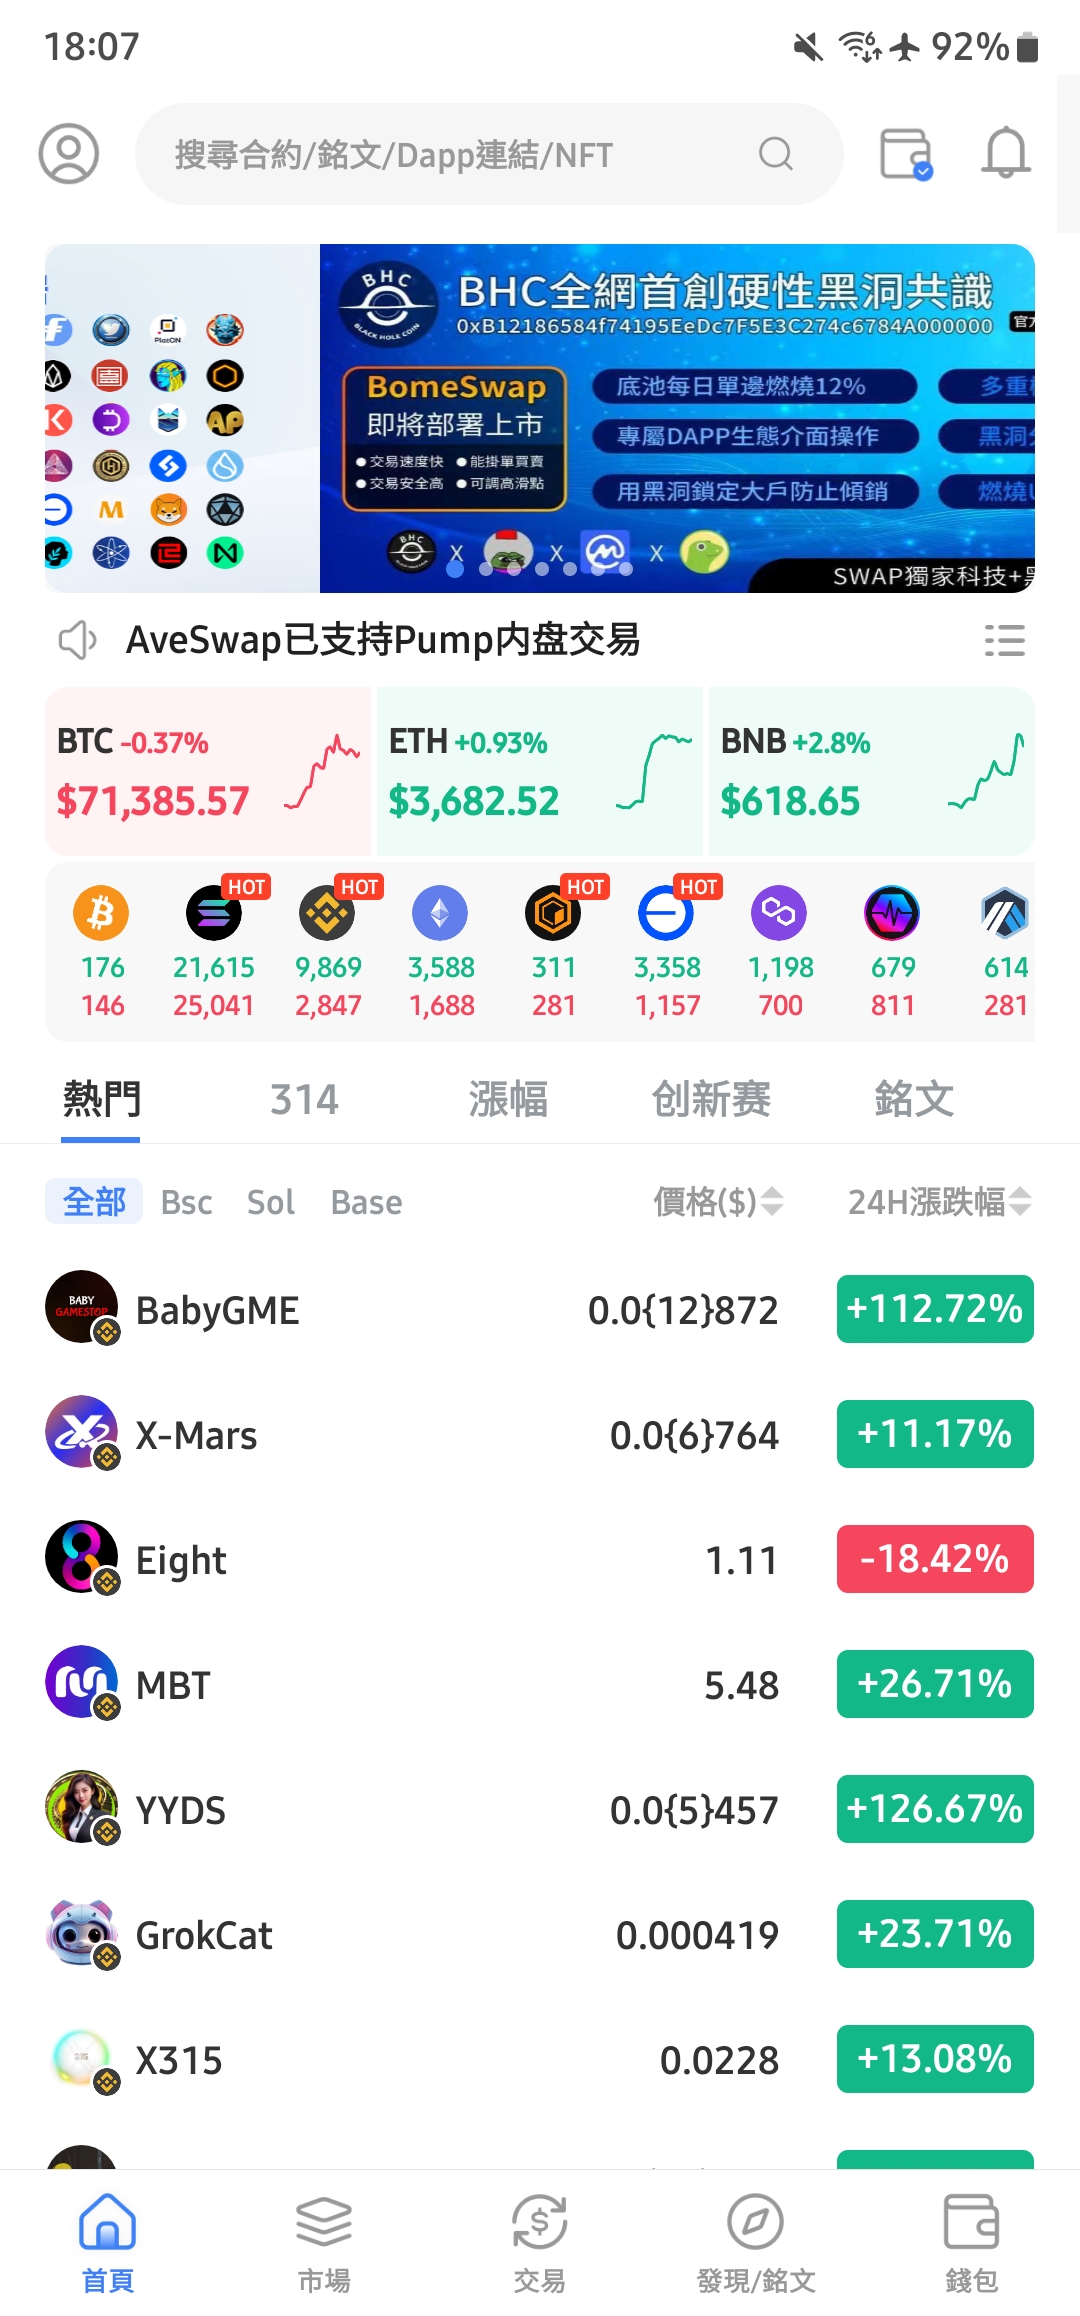 18:07
92%
搜尋合約/銘文/Dapp連結/NFT
BHC
BLACK HOLE COIN
BHC全網首創硬性黑洞共識
0xB12186584f74195EeDc7F5E3C274c6784A000000
BomeSwap
即將部署上市
●交易速度快 ●能掛單買賣
●交易安全高 ●可調高滑點
底池每日單邊燃燒12%
多重
專屬DAPP生態介面操作
黑洞
用黑洞鎖定大戶防止傾銷
燃燒
PlatON
AP
BHC X X X
SWAP獨家科技+
AveSwap已支持Pump内盘交易
BTC -0.37%
$71,385.57
ETH +0.93%
$3,682.52
BNB +2.8%
$618.65
HOT HOT HOT HOT
176 21,615 9,869 3,588 311 3,358 1,198 679 614
146 25,041 2,847 1,688 281 1,157 700 811 281
熱門 314 漲幅 创新赛 銘文
全部 Bsc Sol Base 價格($) 24H漲跌幅
BABY
GAMESTOP
BabyGME 0.0{12}872 +112.72%
X-Mars 0.0{6}764 +11.17%
Eight 1.11 -18.42%
MBT 5.48 +26.71%
YYDS 0.0{5}457 +126.67%
GrokCat 0.000419 +23.71%
315
X315 0.0228 +13.08%
首頁 市場 交易 發現/銘文 錢包